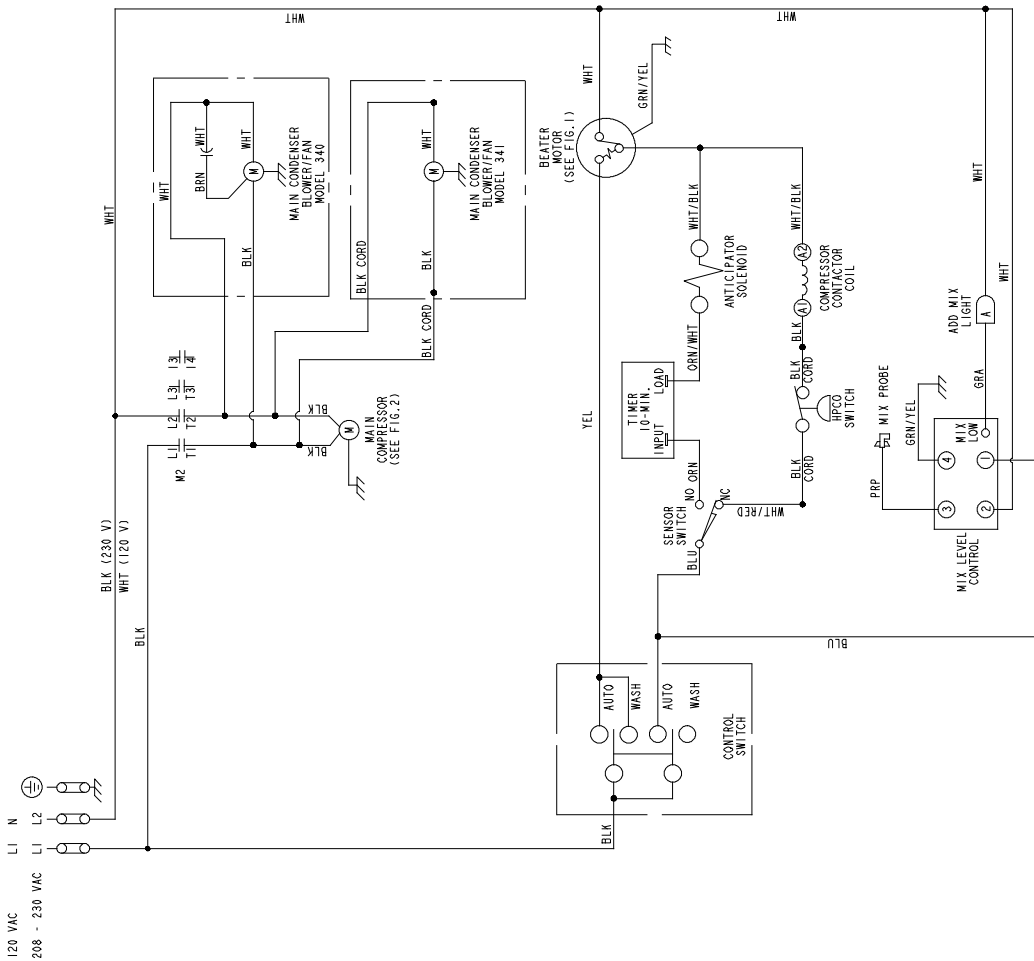 120 VAC L1 N
208 - 230 VAC L1 L2
BLK (230 V)
WHT (120 V)
BLK
WHT
WHT
WHT
WHT
BRN
WHT
WHT
M
BLK
MAIN CONDENSER
BLOWER/FAN
MODEL 340
WHT
M
BLK
BLK CORD
BLK CORD
MAIN CONDENSER
BLOWER/FAN
MODEL 341
M2
L1
T1
L2
T2
L3
T3
13
14
BLK
BLK
M
MAIN
COMPRESSOR
(SEE FIG.2)
BEATER
MOTOR
(SEE FIG.1)
WHT
GRN/YEL
YEL
BLK
AUTO
WASH
AUTO
WASH
CONTROL
SWITCH
BLU
BLU
SENSOR
SWITCH
NO
ORN
NC
WHT/RED
TIMER
10-MIN.
INPUT
LOAD
ORN/WHT
ANTICIPATOR
SOLENOID
WHT/BLK
BLK
CORD
HPCO
SWITCH
BLK
CORD
BLK
A1
A2
COMPRESSOR
CONTACTOR
COIL
WHT/BLK
MIX LEVEL
CONTROL
3
4
2
1
MIX
LOW
PRP
MIX PROBE
GRN/YEL
GRA
ADD MIX
LIGHT
A
WHT
WHT